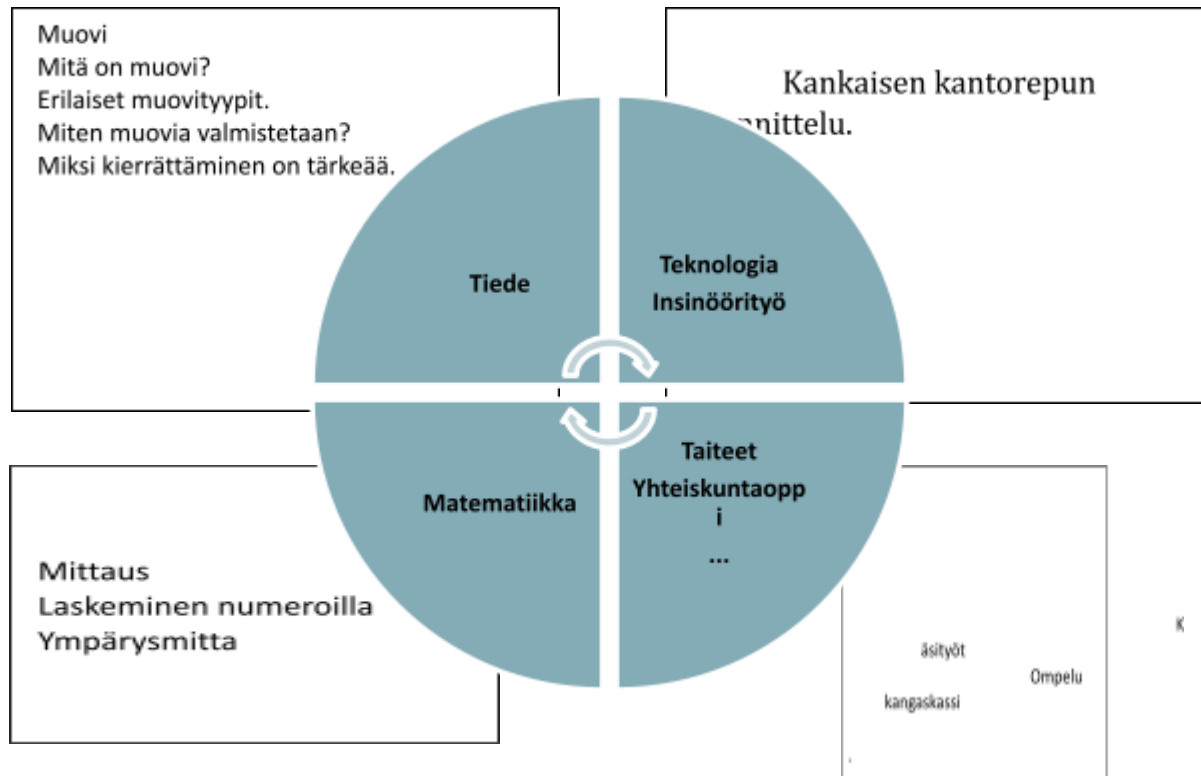 Muovi
Mitä on muovi?
Erilaiset muovityypit.
Miten muovia valmistetaan?
Miksi kierrättäminen on tärkeää.
Kankaisen kantorepun
nnittelu.
Tiede
Teknologia
Insinöörityö
Matematiikka
Taiteet
Yhteiskuntaopp
i
...
Mittaus
Laskeminen numeroilla
Ympärysmitta
K
äsityöt
Ompelu
kangaskassi